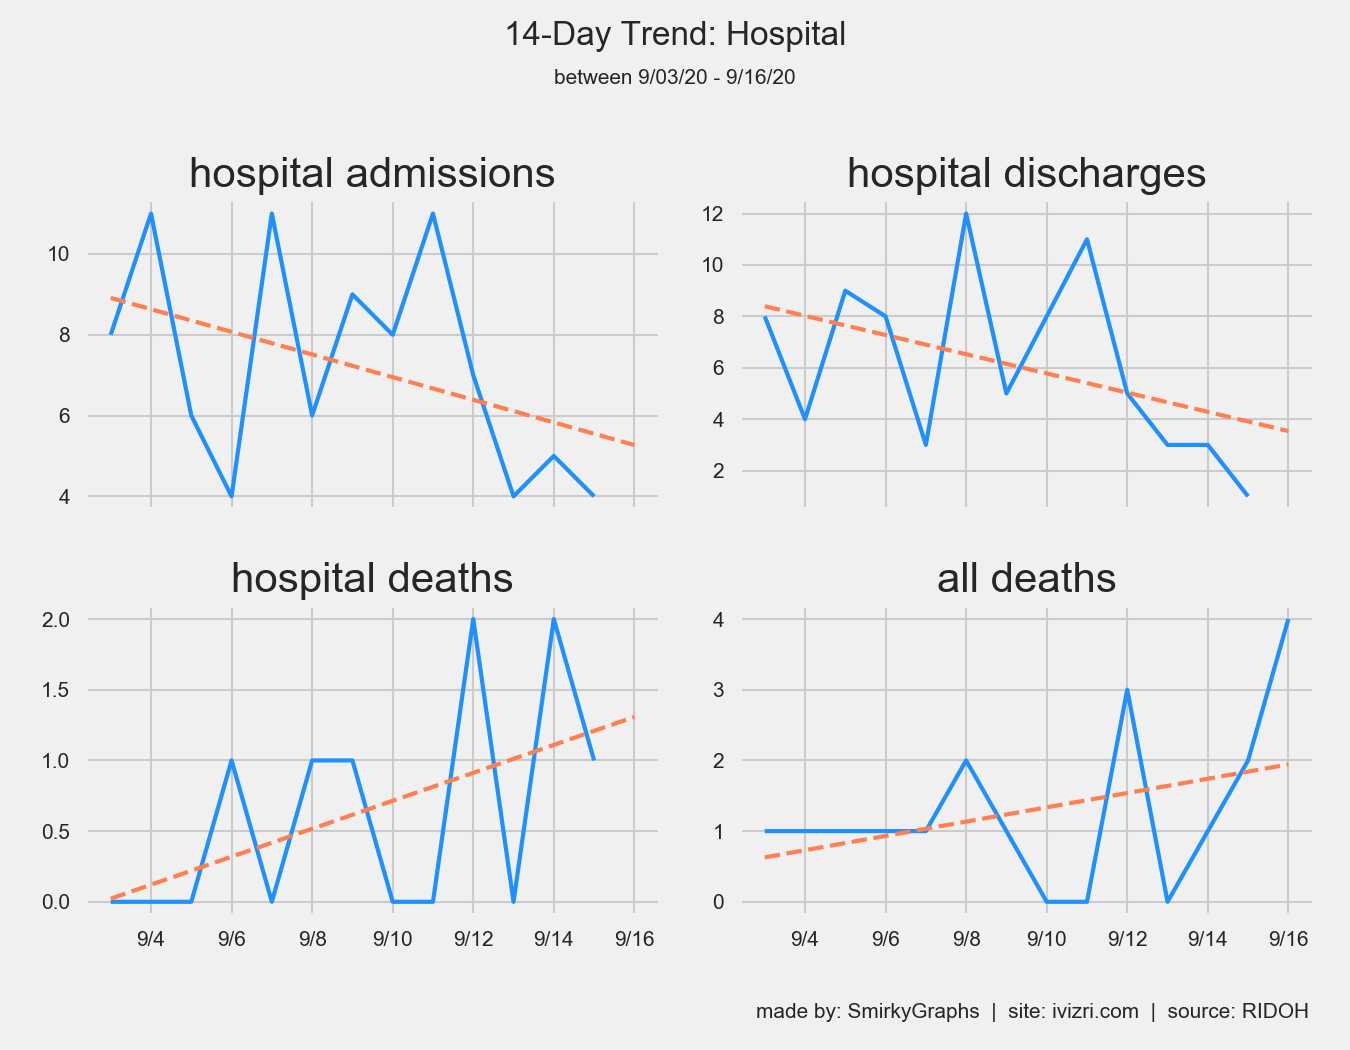 14-Day Trend: Hospital
between 9/03/20 - 9/16/20
hospital admissions
10
8
6
4
hospital discharges
12
10
8
6
4
2
hospital deaths
2.0
1.5
1.0
0.5
0.0
9/4 9/6 9/8 9/10 9/12 9/14 9/16
all deaths
4
3
2
1
0
9/4 9/6 9/8 9/10 9/12 9/14 9/16
made by: SmirkyGraphs | site: ivizri.com | source: RIDOH